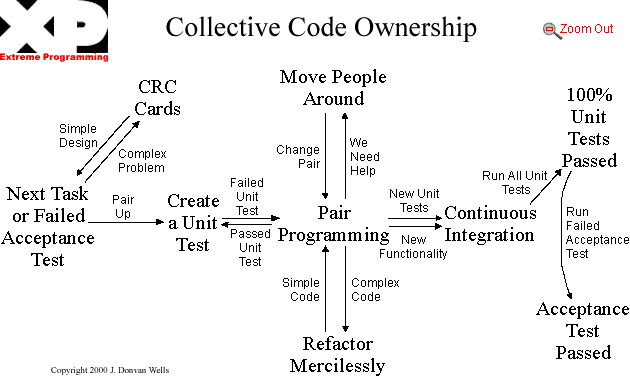 XP
Extreme Programming
Collective Code Ownership
Zoom Out
CRC
Cards
Simple
Design
Complex
Problem
Next Task
or Failed
Acceptance
Test
Pair
Up
Create
a Unit
Test
Failed
Unit
Test
Passed
Unit
Test
Move People
Around
Change
Pair
We
Need
Help
Pair
Programming
Simple
Code
Complex
Code
Refactor
Mercilessly
New Unit
Tests
New
Functionality
Continuous
Integration
Run All Unit
Tests
100%
Unit
Tests
Passed
Run
Failed
Acceptance
Test
Acceptance
Test
Passed
Copyright 2000 J. Donvan Wells